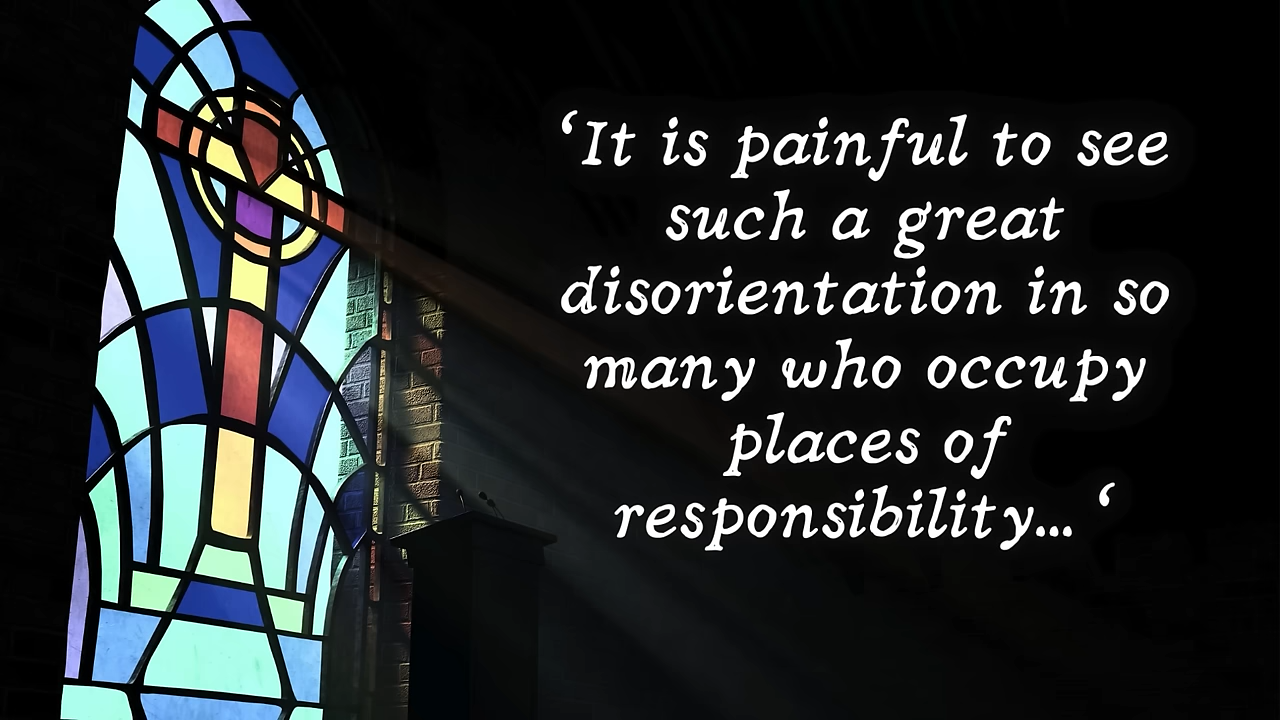 ‘It is painful to see
such a great
disorientation in so
many who occupy
places of
responsibility... ‘